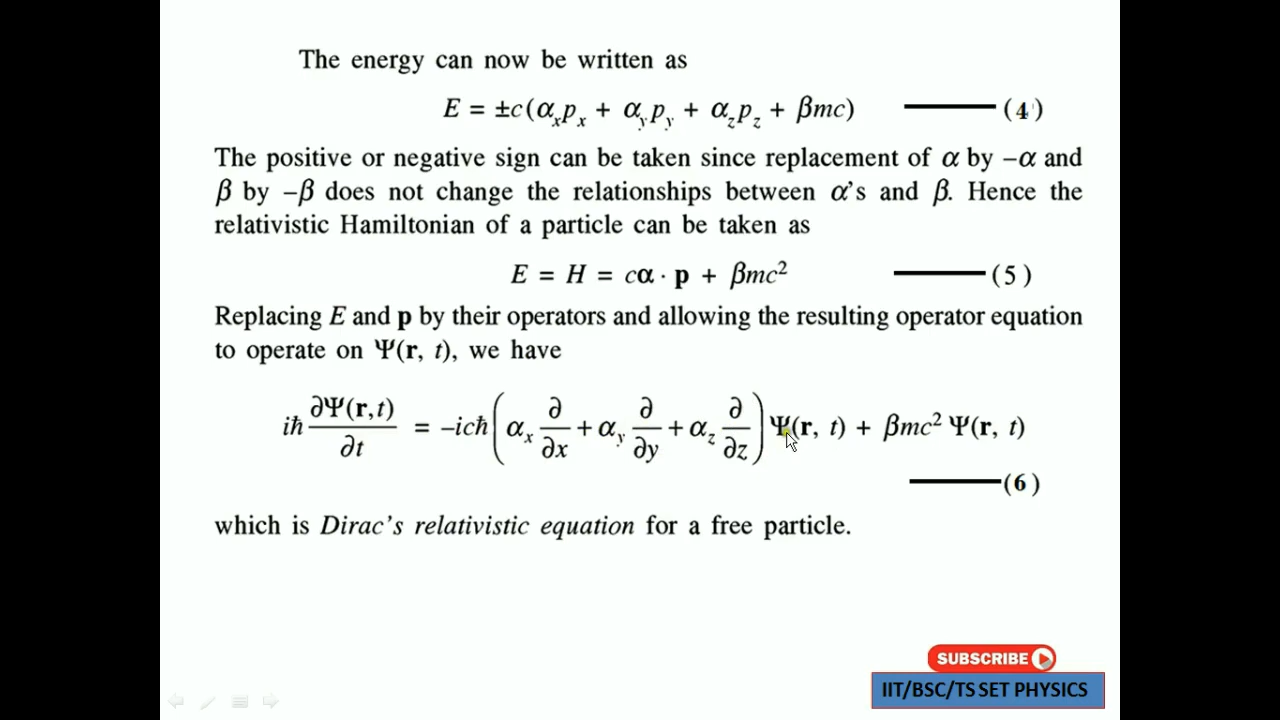 The energy can now be written as
E = ±c(αₓpₓ + α_y p_y + α_z p_z + βmc) ——— (4)
The positive or negative sign can be taken since replacement of α by –α and
β by –β does not change the relationships between α's and β. Hence the
relativistic Hamiltonian of a particle can be taken as
E = H = cα · p + βmc² ——— (5)
Replacing E and p by their operators and allowing the resulting operator equation
to operate on Ψ(r, t), we have
iħ ∂Ψ(r,t)/∂t = –icħ(αₓ ∂/∂x + α_y ∂/∂y + α_z ∂/∂z)Ψ(r, t) + βmc² Ψ(r, t)
——— (6)
which is Dirac's relativistic equation for a free particle.
SUBSCRIBE
IIT/BSC/TS SET PHYSICS